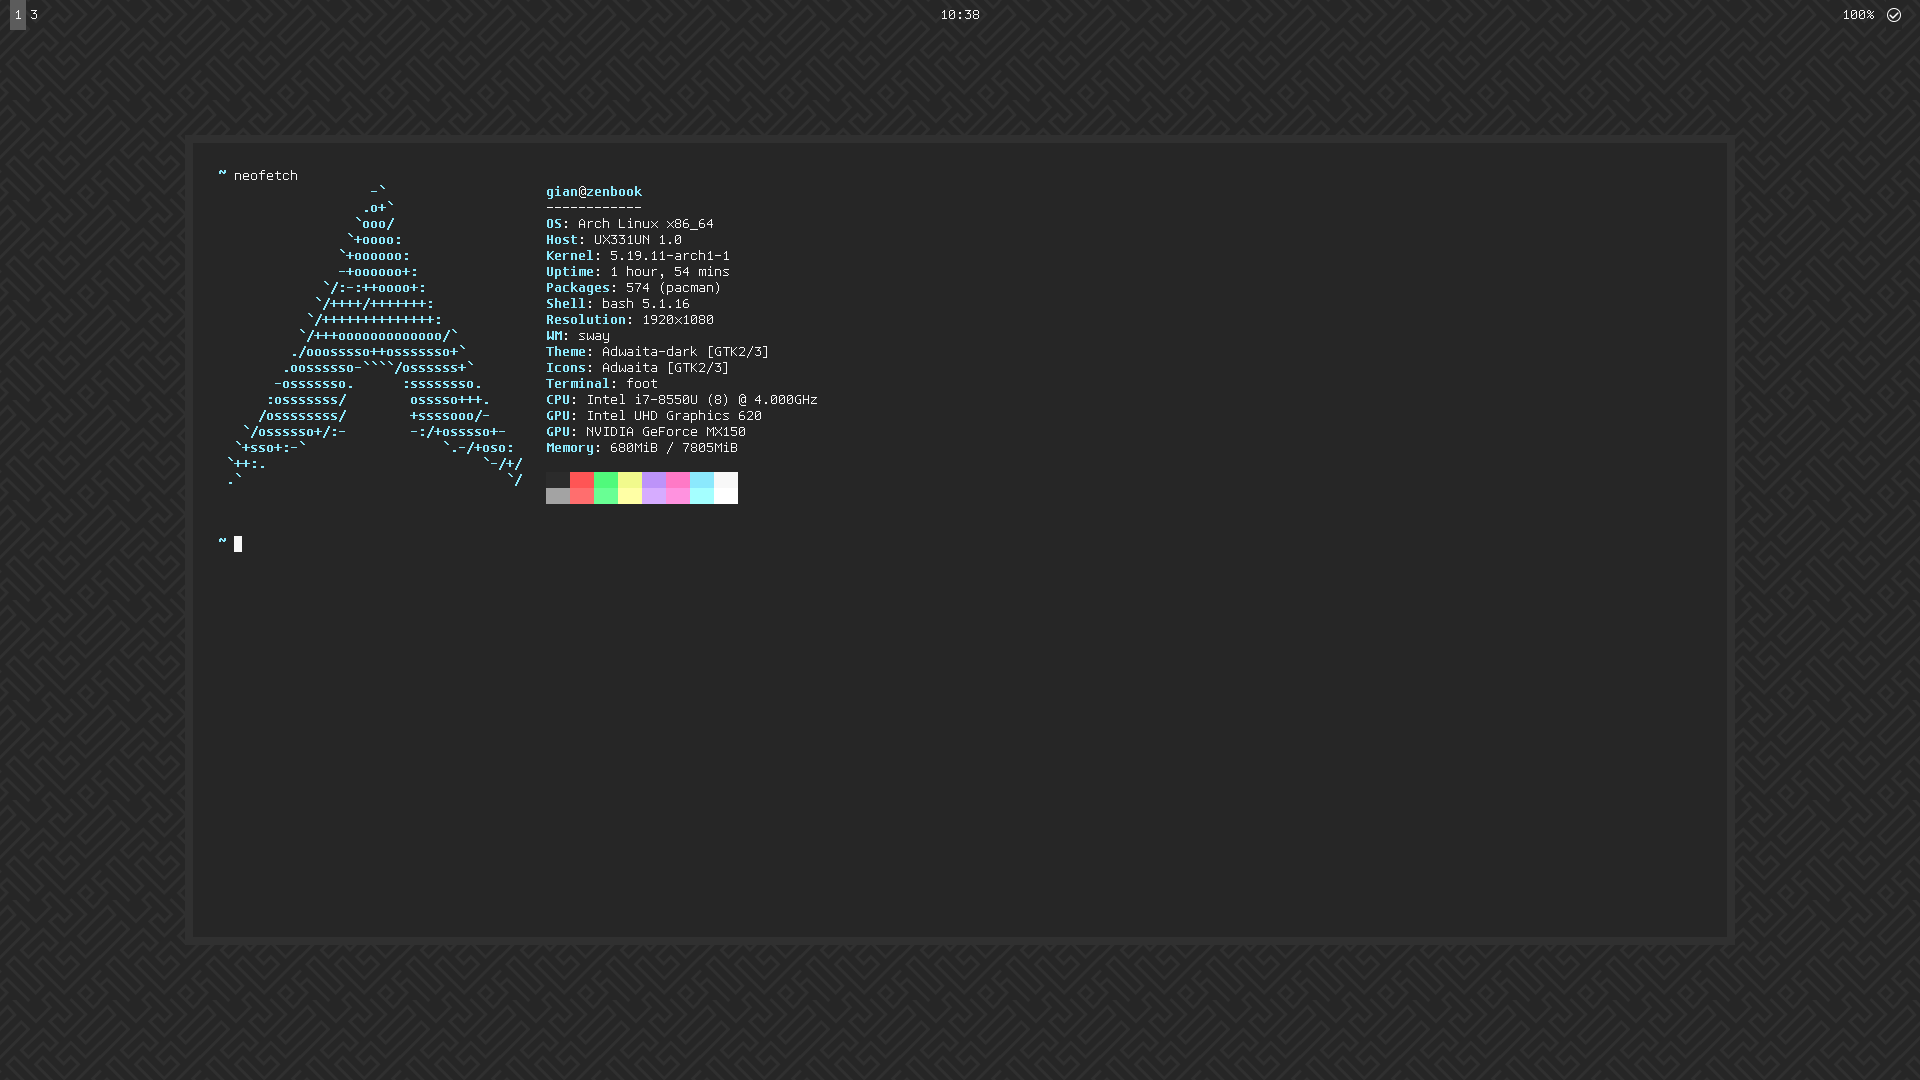 1 3
10:38
100%
~ neofetch
                   -`
                  .o+`
                 `ooo/
                `+oooo:
               `+oooooo:
               -+oooooo+:
             `/:-:++oooo+:
            `/++++/+++++++:
           `/++++++++++++++:
          `/+++ooooooooooooo/`
         ./ooosssso++osssssso+`
        .oossssso-````/ossssss+`
       -osssssso.      :ssssssso.
      :osssssss/        osssso+++.
     /ossssssss/        +ssssooo/-
   `/ossssso+/:-        -:/+osssso+-
  `+sso+:-`                 `.-/+oso:
 `++:.                           `-/+/
 .`                                 `/
gian@zenbook
------------
OS: Arch Linux x86_64
Host: UX331UN 1.0
Kernel: 5.19.11-arch1-1
Uptime: 1 hour, 54 mins
Packages: 574 (pacman)
Shell: bash 5.1.16
Resolution: 1920x1080
WM: sway
Theme: Adwaita-dark [GTK2/3]
Icons: Adwaita [GTK2/3]
Terminal: foot
CPU: Intel i7-8550U (8) @ 4.000GHz
GPU: Intel UHD Graphics 620
GPU: NVIDIA GeForce MX150
Memory: 680MiB / 7805MiB
~